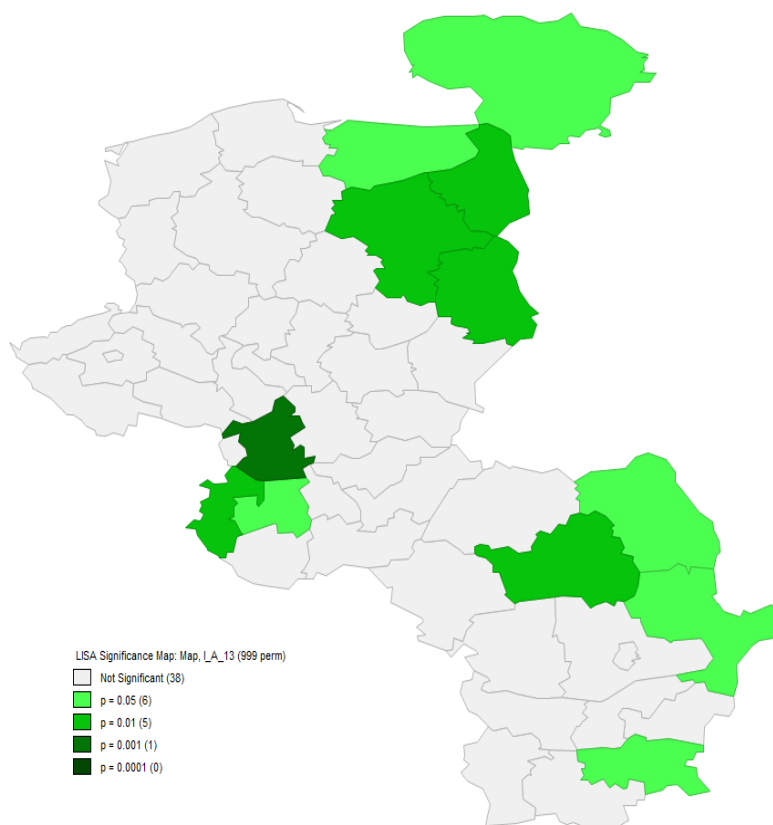 LISA Significance Map: Map, I_A_13 (999 perm)
Not Significant (38)
p = 0.05 (6)
p = 0.01 (5)
p = 0.001 (1)
p = 0.0001 (0)